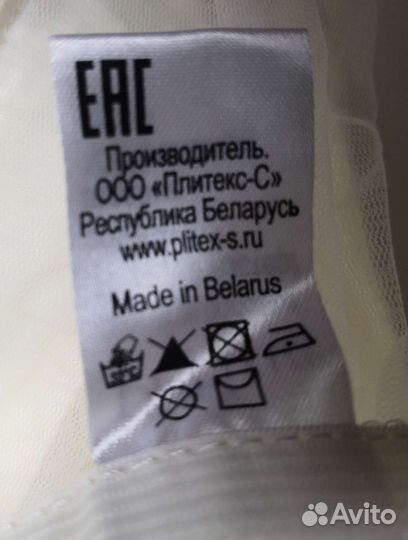 EAC
Производитель.
ООО «Плитекс-С»
Республика Беларусь
www.plitex-s.ru
Made in Belarus
Avito